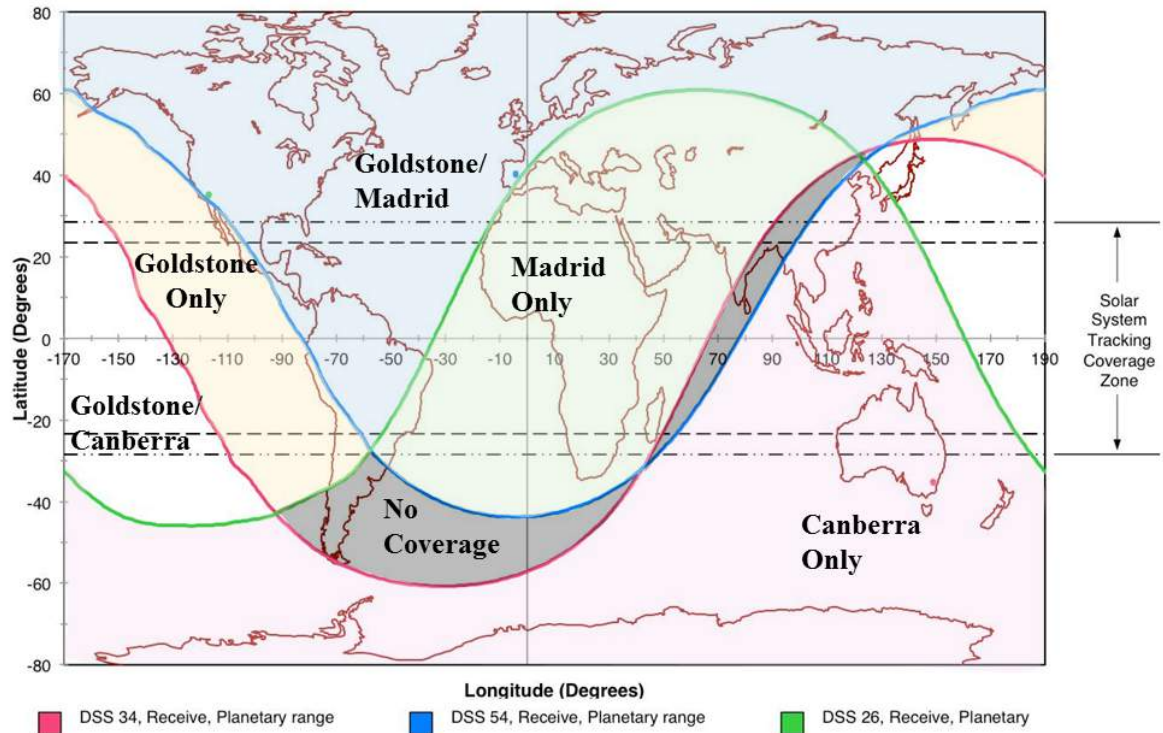 80
60
40
20
0
-20
-40
-60
-80
Latitude (Degrees)
-170 -150 -130 -110 -90 -70 -50 -30 -10 10 30 50 70 90 110 130 150 170 190
Goldstone/
Madrid
Goldstone
Only
Madrid
Only
Goldstone/
Canberra
No
Coverage
Canberra
Only
Solar
System
Tracking
Coverage
Zone
Longitude (Degrees)
DSS 34, Receive, Planetary range
DSS 54, Receive, Planetary range
DSS 26, Receive, Planetary